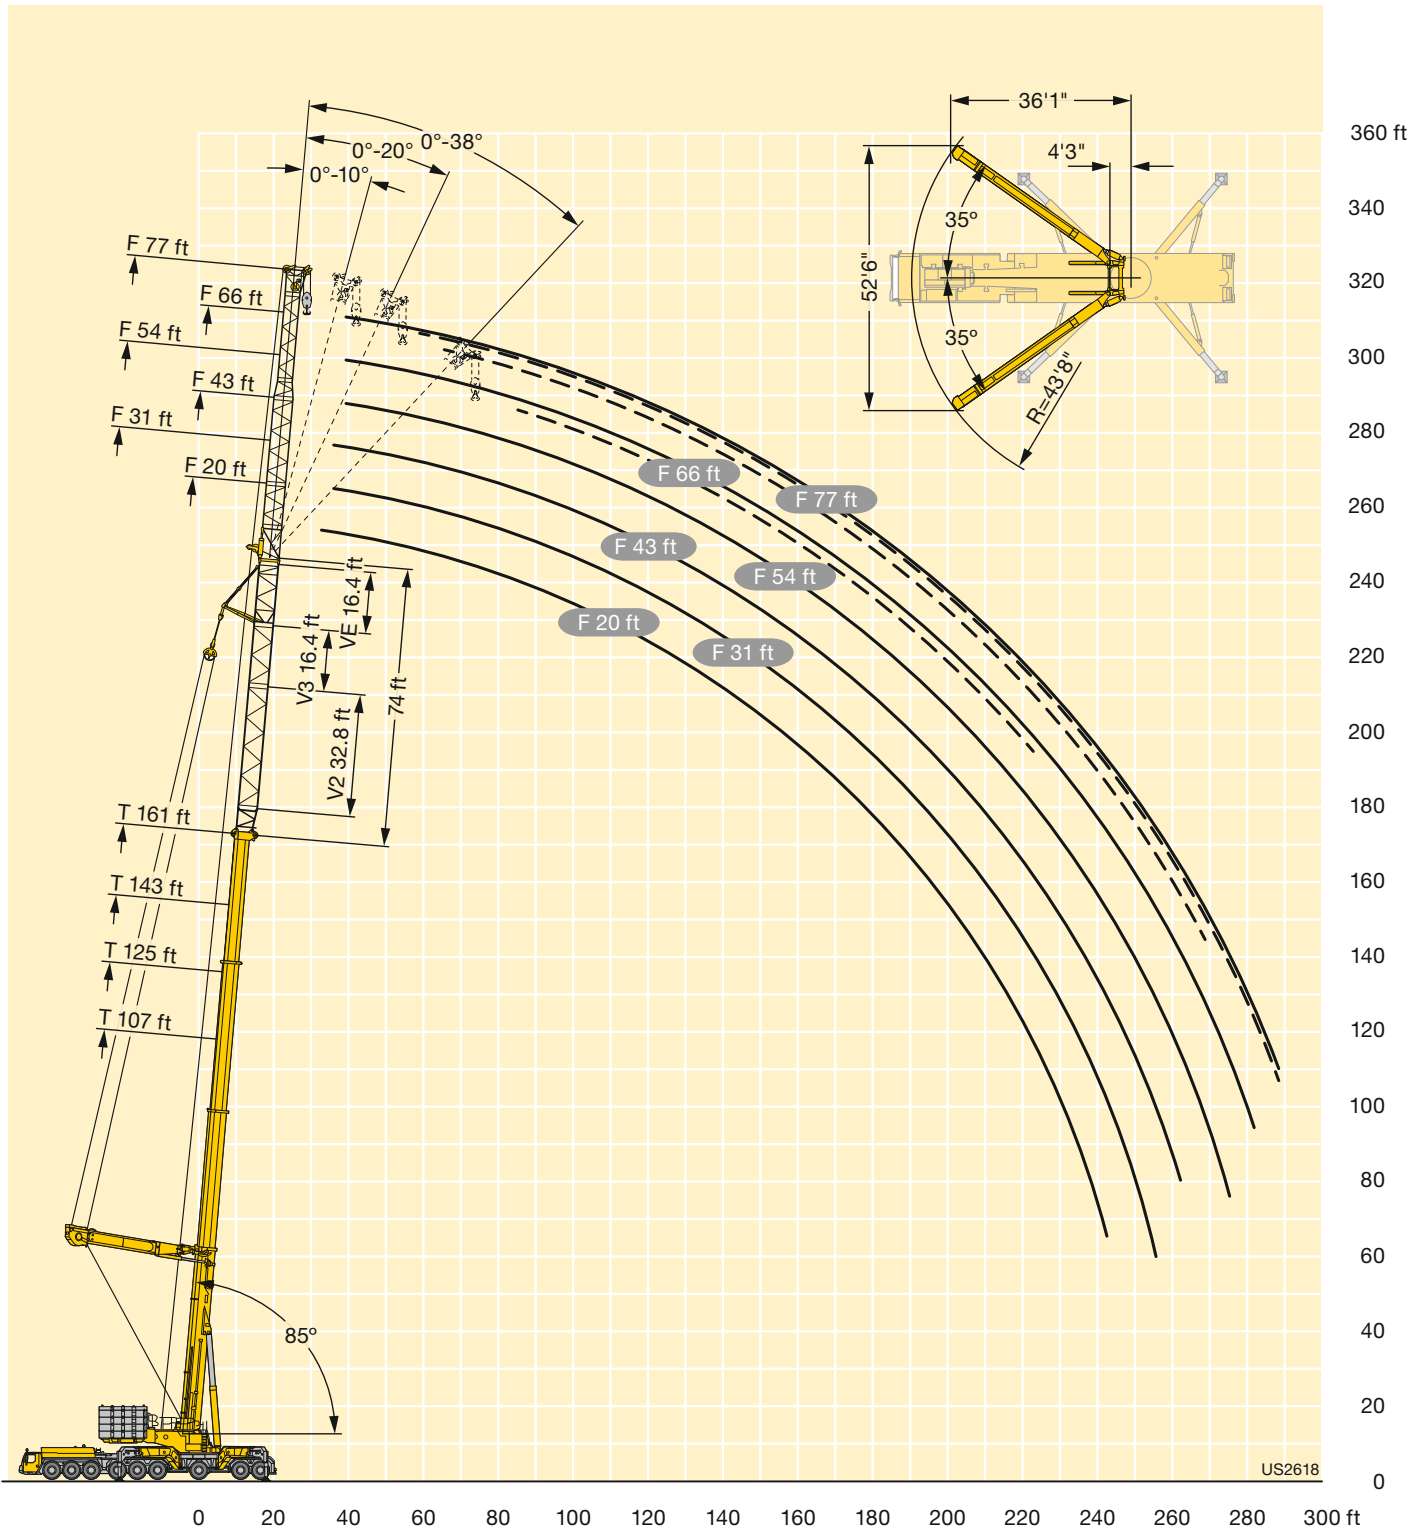 36'1"
360 ft
0°-38°
0°-20°
4'3"
0°-10°
340
35º
F 77 ft
52'6"
320
F 66 ft
F 54 ft
35º
300
R=43'8"
F 43 ft
F 31 ft
280
F 66 ft
F 20 ft
F 77 ft
260
F 43 ft
F 54 ft
240
VE 16.4 ft
F 20 ft
V3 16.4 ft
F 31 ft
220
74 ft
V2 32.8 ft
200
T 161 ft
180
T 143 ft
160
T 125 ft
140
T 107 ft
120
100
80
60
85º
40
20
US2618
0
0 20 40 60 80 100 120 140 160 180 200 220 240 260 280 300 ft